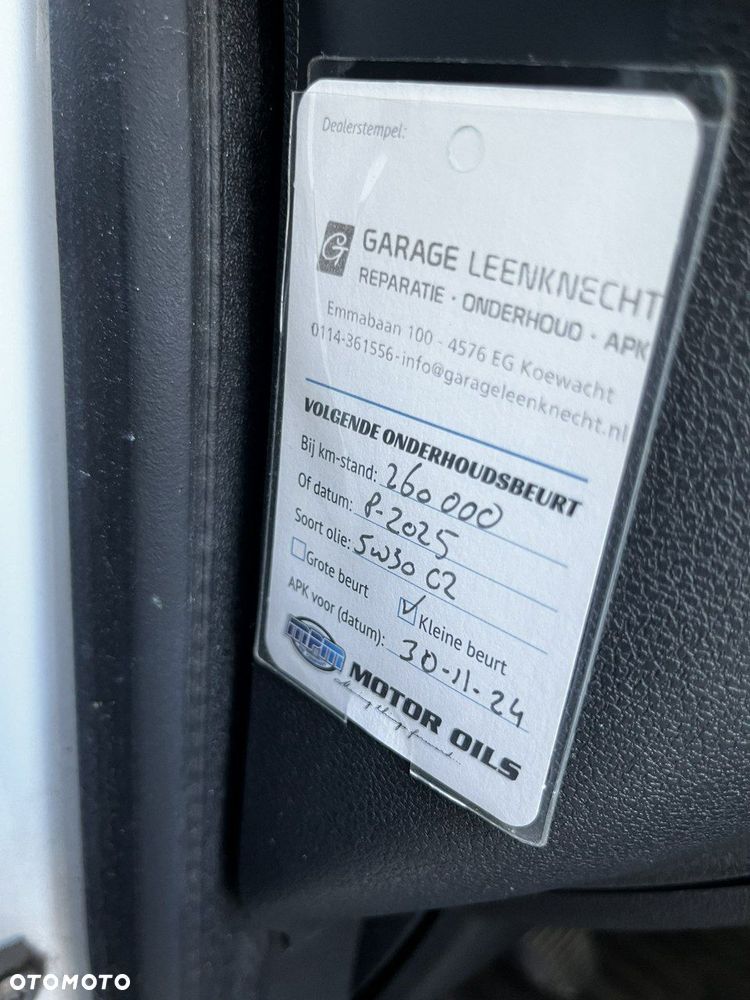 Dealerstempel:
G GARAGE LEENKNECHT
REPARATIE · ONDERHOUD · APK
Emmabaan 100 - 4576 EG Koewacht
0114-361556-info@garageleenknecht.nl
VOLGENDE ONDERHOUDSBEURT
Bij km-stand: 260 000
Of datum: 8-2025
Soort olie: 5W30 C2
Grote beurt Kleine beurt
APK voor (datum): 30-11-24
MPM MOTOR OILS
OTOMOTO